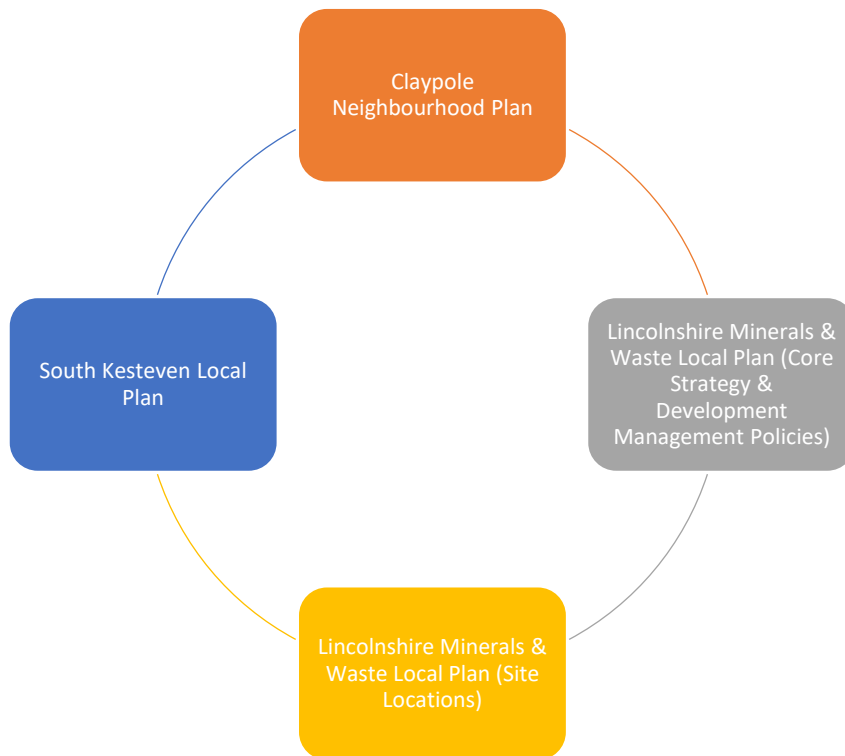 Claypole
Neighbourhood Plan
South Kesteven Local
Plan
Lincolnshire Minerals &
Waste Local Plan (Core
Strategy &
Development
Management Policies)
Lincolnshire Minerals &
Waste Local Plan (Site
Locations)